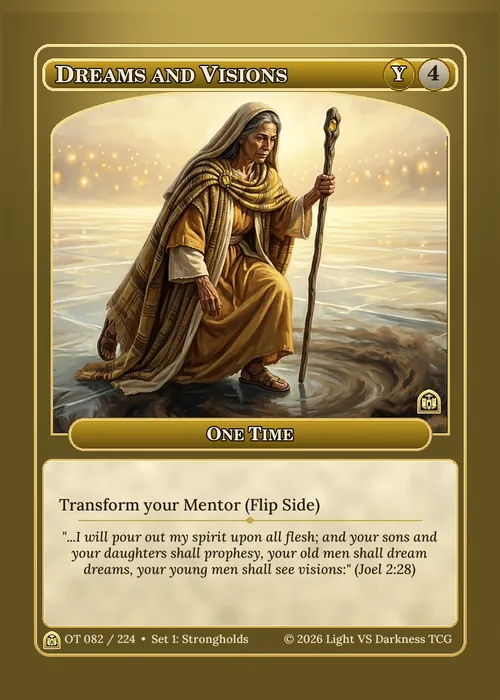 Dreams and Visions
Y 4
One Time
Transform your Mentor (Flip Side)
"...I will pour out my spirit upon all flesh; and your sons and
your daughters shall prophesy, your old men shall dream
dreams, your young men shall see visions:" (Joel 2:28)
OT 082 / 224 • Set 1: Strongholds © 2026 Light VS Darkness TCG